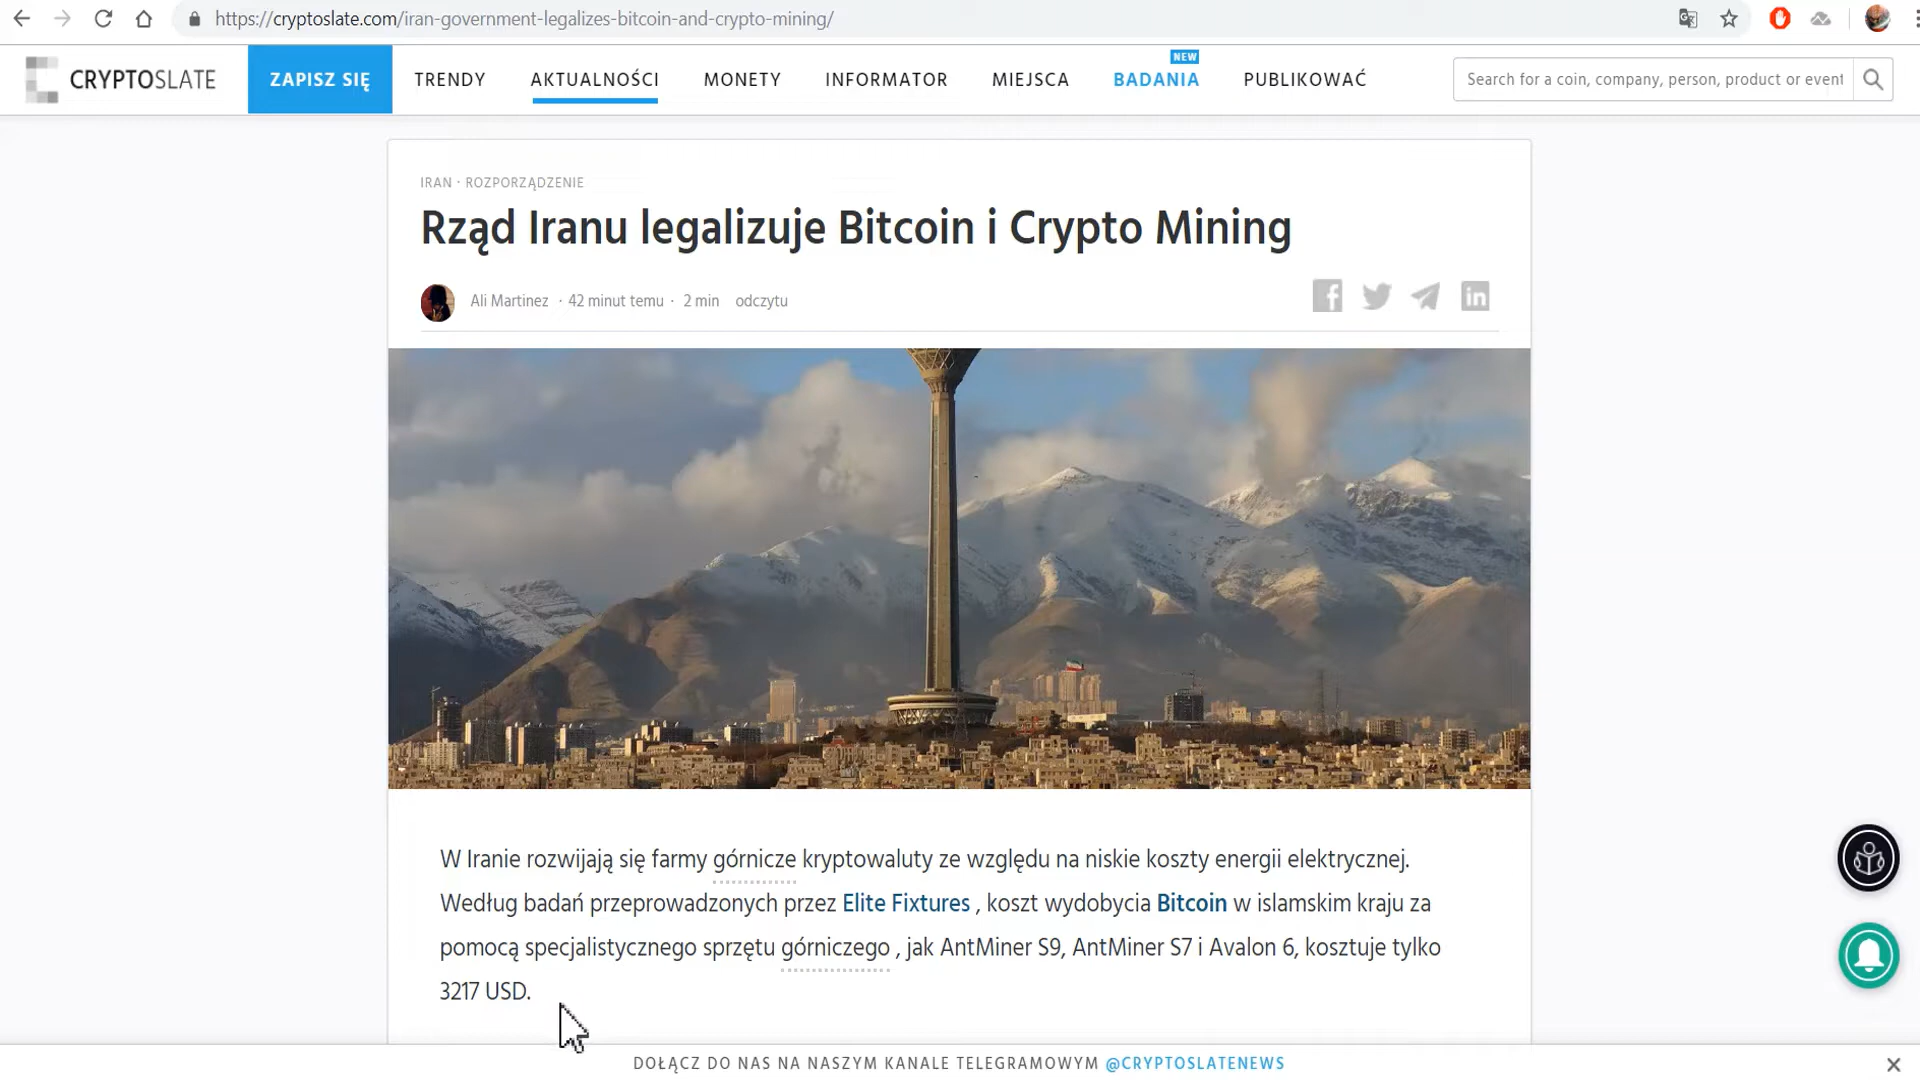 https://cryptoslate.com/iran-government-legalizes-bitcoin-and-crypto-mining/
CRYPTOSLATE
ZAPISZ SIĘ
TRENDY
AKTUALNOŚCI
MONETY
INFORMATOR
MIEJSCA
NEW
BADANIA
PUBLIKOWAĆ
Search for a coin, company, person, product or event
IRAN · ROZPORZĄDZENIE
Rząd Iranu legalizuje Bitcoin i Crypto Mining
Ali Martinez · 42 minut temu · 2 min odczytu
W Iranie rozwijają się farmy górnicze kryptowaluty ze względu na niskie koszty energii elektrycznej.
Według badań przeprowadzonych przez Elite Fixtures , koszt wydobycia Bitcoin w islamskim kraju za
pomocą specjalistycznego sprzętu górniczego , jak AntMiner S9, AntMiner S7 i Avalon 6, kosztuje tylko
3217 USD.
DOŁĄCZ DO NAS NA NASZYM KANALE TELEGRAMOWYM @CRYPTOSLATENEWS